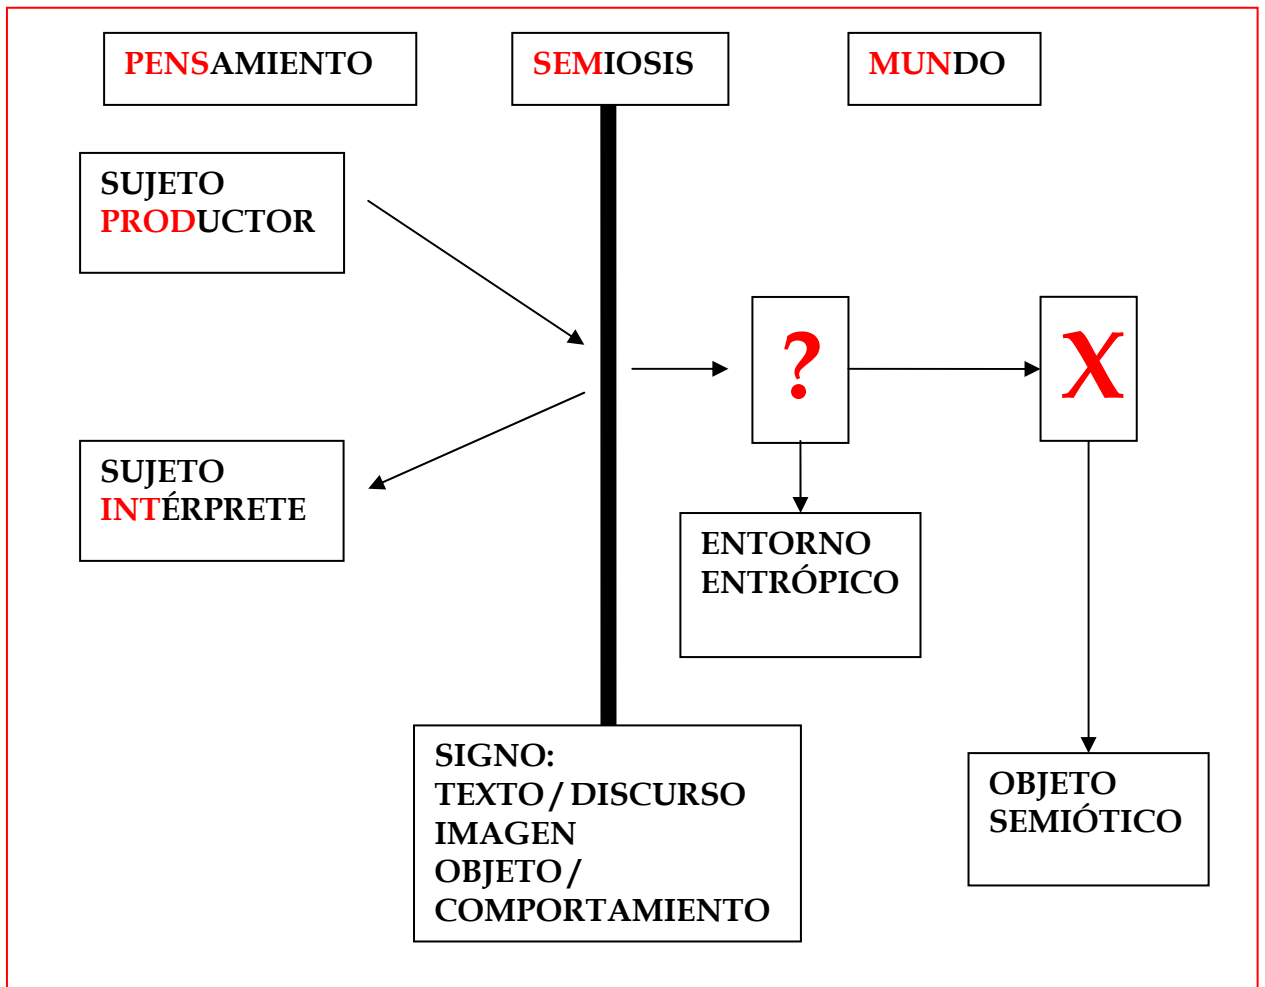 PENSAMIENTO
SEMIOSIS
MUNDO
SUJETO
PRODUCTOR
?
X
SUJETO
INTÉRPRETE
ENTORNO
ENTRÓPICO
SIGNO:
TEXTO / DISCURSO
IMAGEN
OBJETO /
COMPORTAMIENTO
OBJETO
SEMIÓTICO